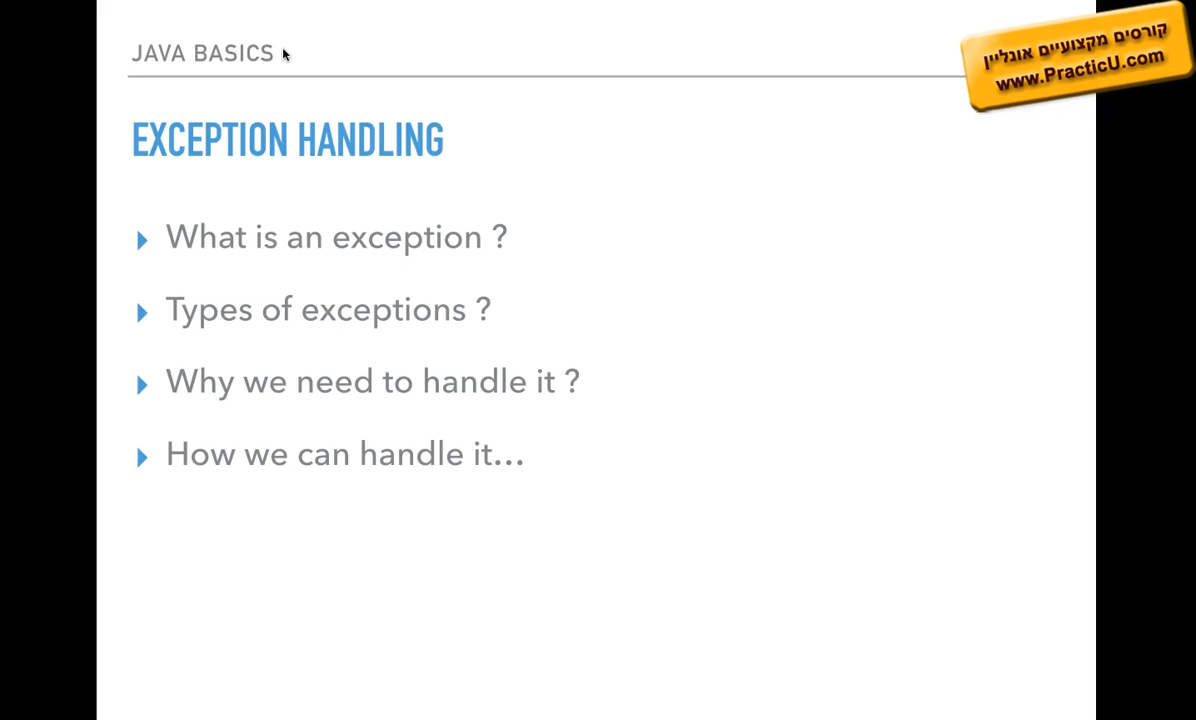 JAVA BASICS
קורסים מקצועיים אונליין
www.PracticU.com
EXCEPTION HANDLING
What is an exception ?
Types of exceptions ?
Why we need to handle it ?
How we can handle it...